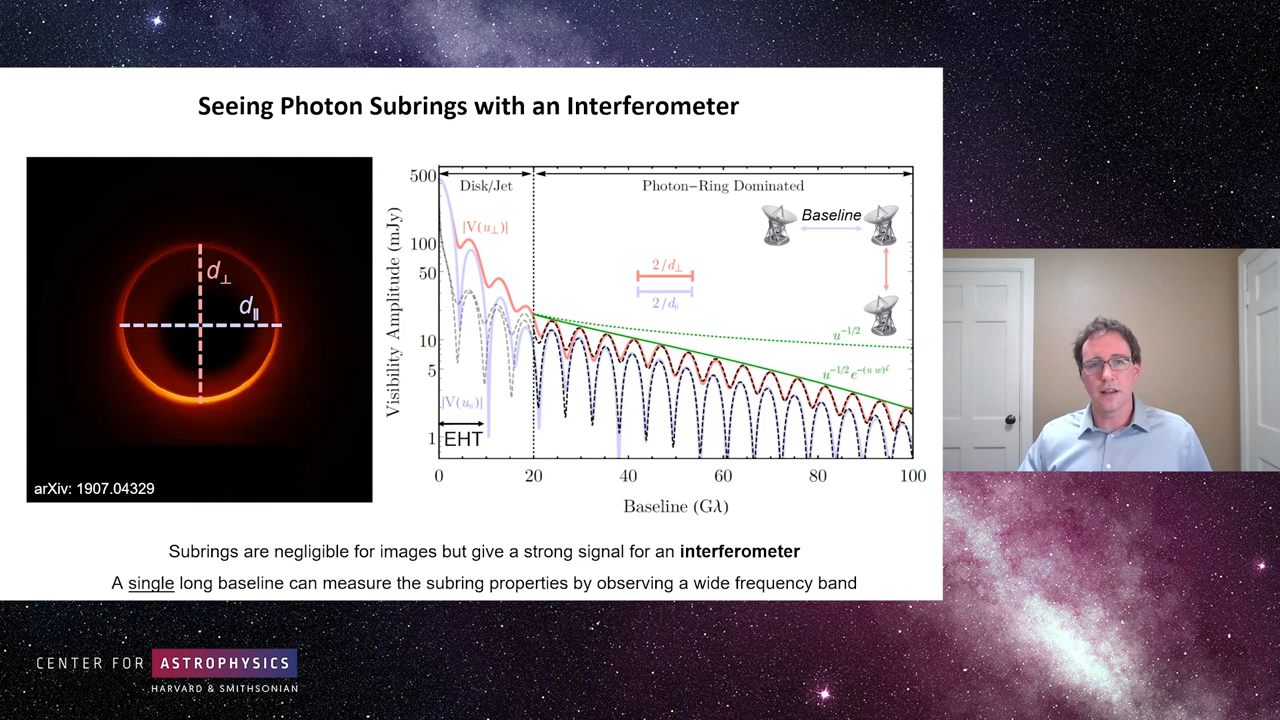 Seeing Photon Subrings with an Interferometer
d⊥
d∥
arXiv: 1907.04329
Visibility Amplitude (mJy)
500
100
50
10
5
1
Disk/Jet
Photon−Ring Dominated
|V(u⊥)|
|V(u∥)|
EHT
2/d⊥
2/d∥
Baseline
u^{-1/2}
u^{-1/2} e^{-(u w)^ζ}
0 20 40 60 80 100
Baseline (Gλ)
Subrings are negligible for images but give a strong signal for an interferometer
A single long baseline can measure the subring properties by observing a wide frequency band
CENTER FOR ASTROPHYSICS
HARVARD & SMITHSONIAN